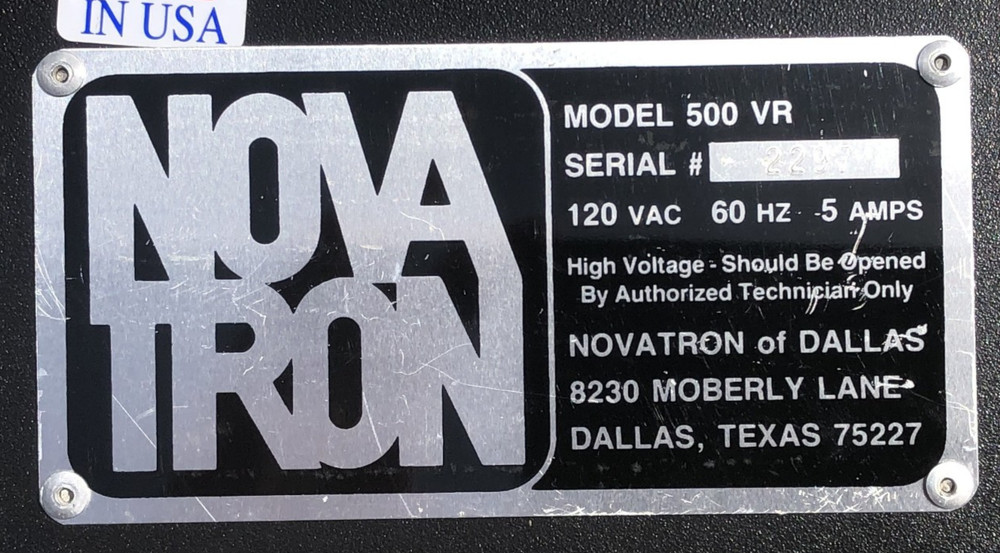 IN USA
NOVA
TRON
MODEL 500 VR
SERIAL #
120 VAC 60 HZ 5 AMPS
High Voltage - Should Be Opened
By Authorized Technician Only
NOVATRON of DALLAS
8230 MOBERLY LANE
DALLAS, TEXAS 75227